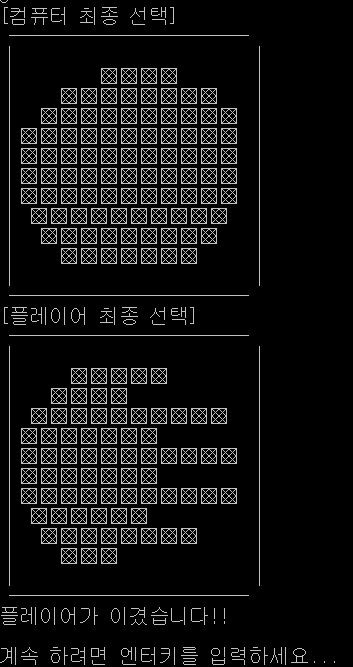 [컴퓨터 최종 선택]
[플레이어 최종 선택]
플레이어가 이겼습니다!!
계속 하려면 엔터키를 입력하세요...